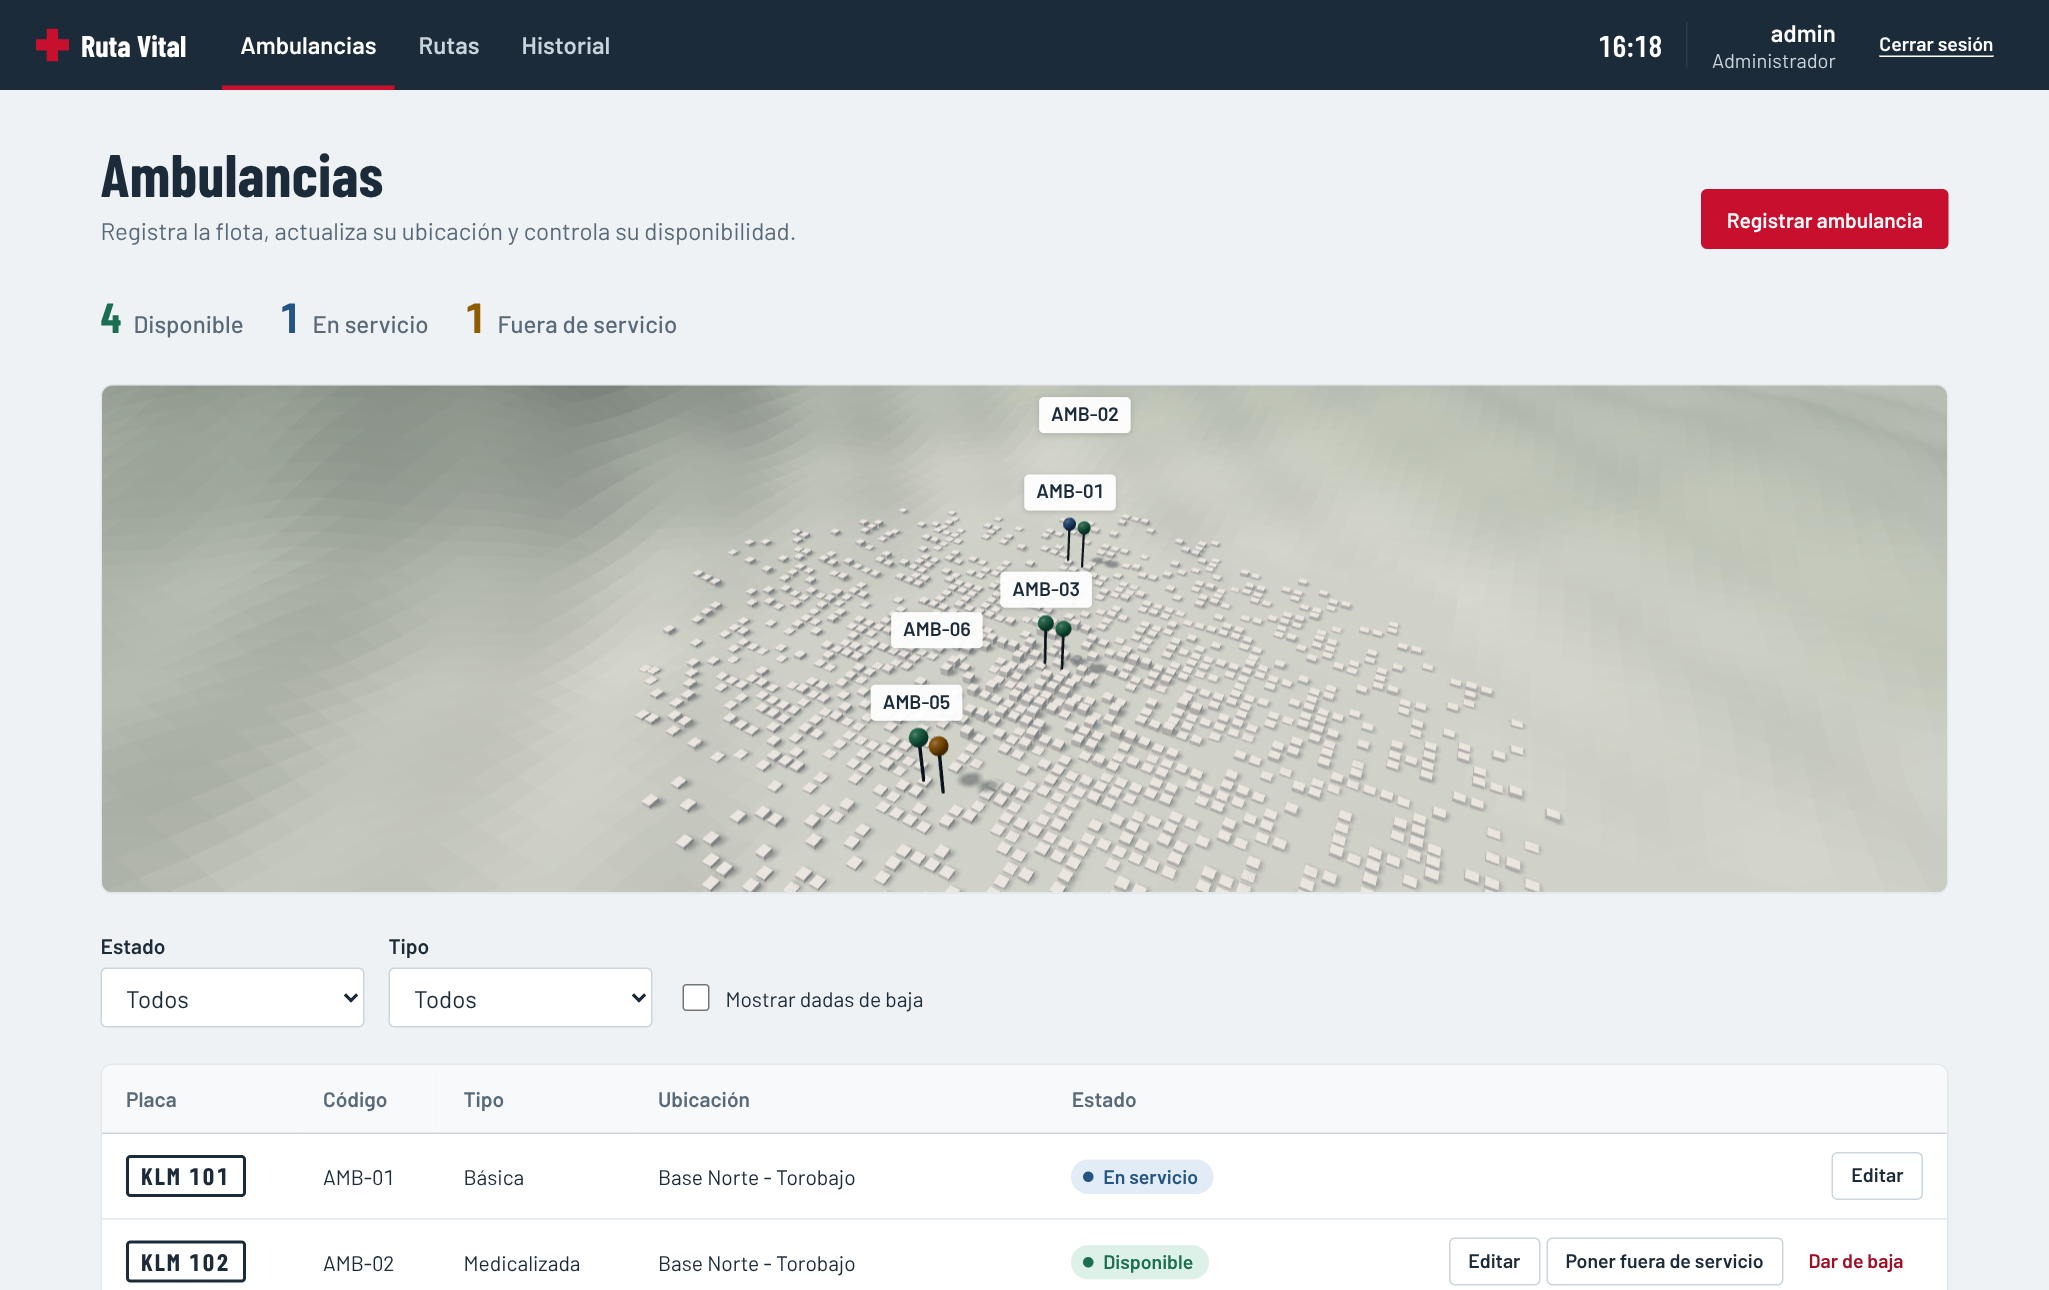 Ruta Vital
Ambulancias
Rutas
Historial
16:18
admin
Administrador
Cerrar sesión
Ambulancias
Registra la flota, actualiza su ubicación y controla su disponibilidad.
Registrar ambulancia
4 Disponible
1 En servicio
1 Fuera de servicio
AMB-02
AMB-01
AMB-03
AMB-06
AMB-05
Estado
Tipo
Todos
Todos
Mostrar dadas de baja
Placa Código Tipo Ubicación Estado
KLM 101 AMB-01 Básica Base Norte - Torobajo En servicio Editar
KLM 102 AMB-02 Medicalizada Base Norte - Torobajo Disponible Editar Poner fuera de servicio Dar de baja